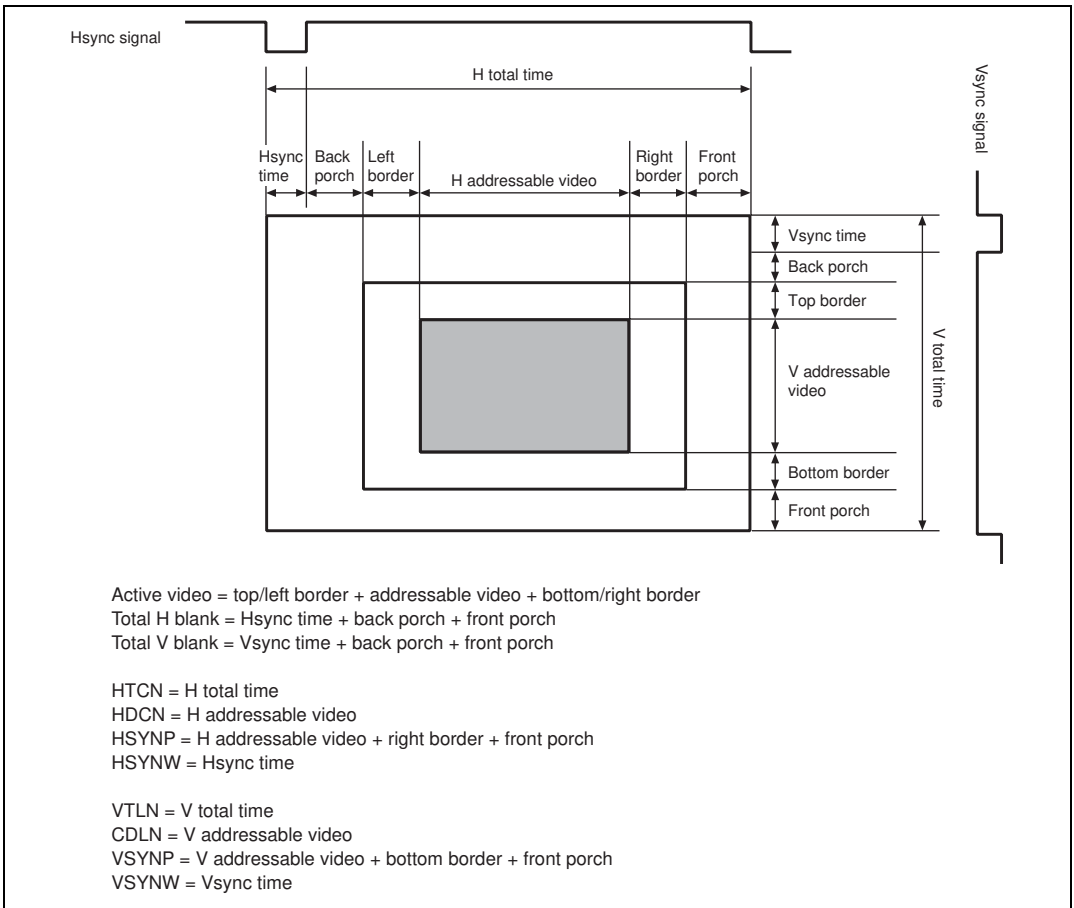 Hsync signal
H total time
Vsync signal
Hsync
time
Back
porch
Left
border
H addressable video
Right
border
Front
porch
Vsync time
Back porch
Top border
V addressable
video
V total time
Bottom border
Front porch
Active video = top/left border + addressable video + bottom/right border
Total H blank = Hsync time + back porch + front porch
Total V blank = Vsync time + back porch + front porch
HTCN = H total time
HDCN = H addressable video
HSYNP = H addressable video + right border + front porch
HSYNW = Hsync time
VTLN = V total time
CDLN = V addressable video
VSYNP = V addressable video + bottom border + front porch
VSYNW = Vsync time